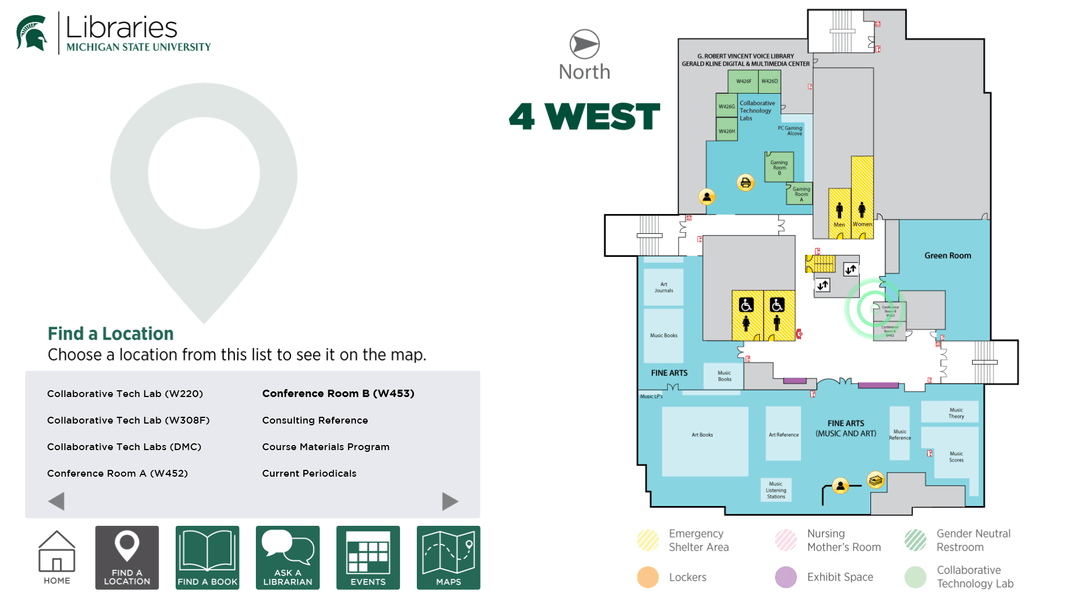 Libraries
MICHIGAN STATE UNIVERSITY
North
4 WEST
Find a Location
Choose a location from this list to see it on the map.
Collaborative Tech Lab (W220)
Collaborative Tech Lab (W308F)
Collaborative Tech Labs (DMC)
Conference Room A (W452)
Conference Room B (W453)
Consulting Reference
Course Materials Program
Current Periodicals
HOME
FIND A
LOCATION
FIND A BOOK
ASK A
LIBRARIAN
EVENTS
MAPS
G. ROBERT VINCENT VOICE LIBRARY
GERALD KLINE DIGITAL & MULTIMEDIA CENTER
W426F
W426D
W426G
W426H
Collaborative
Technology
Labs
PC Gaming
Alcove
Gaming
Room
B
Gaming
Room
A
Men
Women
Green Room
Art
Journals
Music Books
FINE ARTS
Music
Books
Music LP's
Art Books
Art Reference
FINE ARTS
(MUSIC AND ART)
Music
Reference
Music
Theory
Music
Scores
Music
Listening
Stations
Emergency
Shelter Area
Nursing
Mother's Room
Gender Neutral
Restroom
Lockers
Exhibit Space
Collaborative
Technology Lab